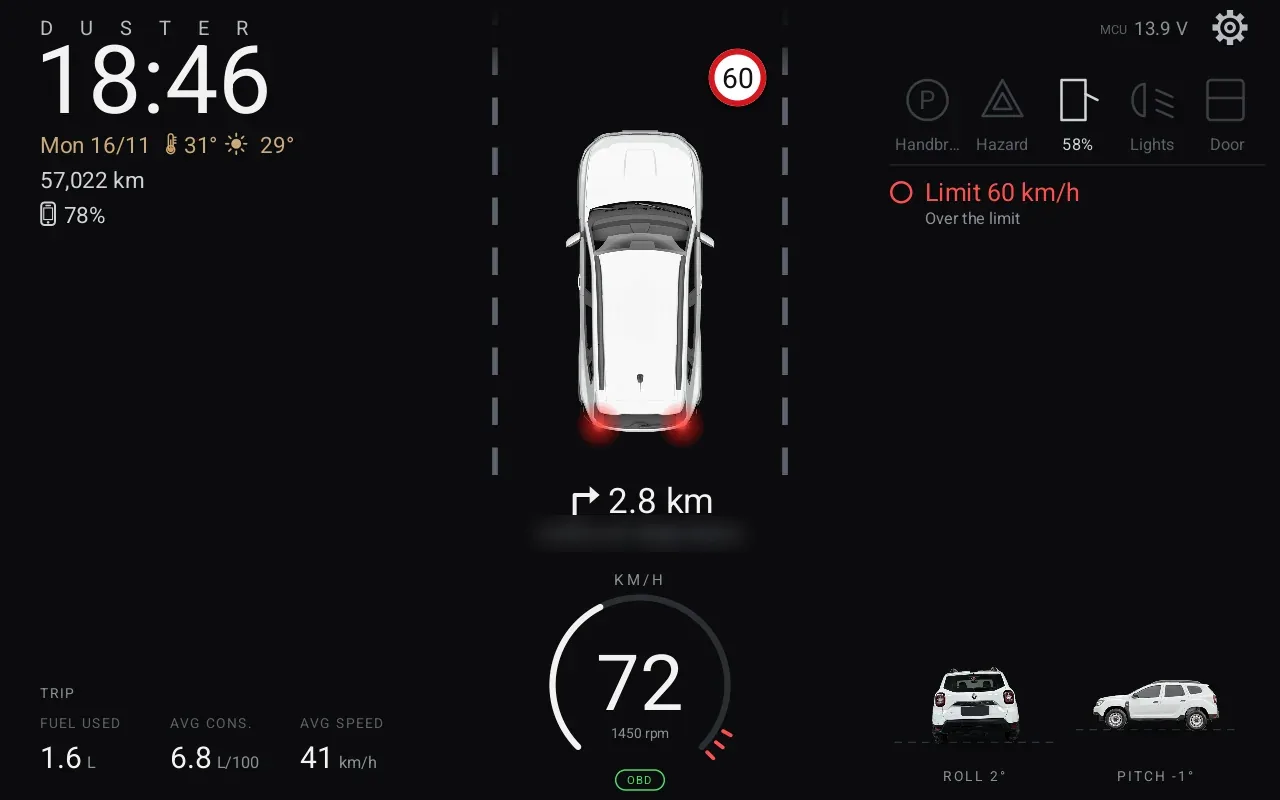 DUSTER
18:46
Mon 16/11 31° 29°
57,022 km
78%
60
MCU 13.9 V
P
Handbr... Hazard 58% Lights Door
Limit 60 km/h
Over the limit
2.8 km
KM/H
72
1450 rpm
OBD
TRIP
FUEL USED AVG CONS. AVG SPEED
1.6 L 6.8 L/100 41 km/h
ROLL 2° PITCH -1°